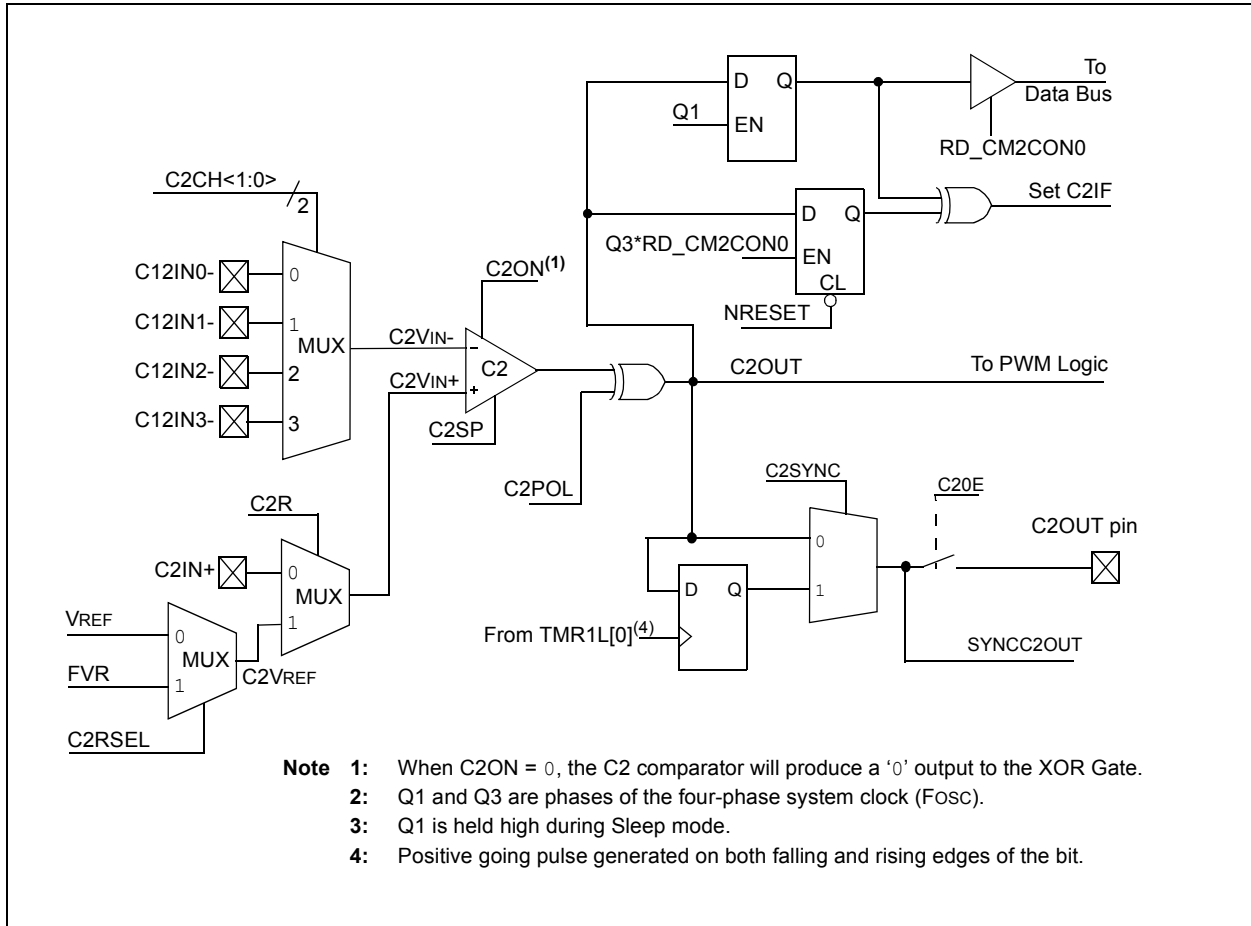 To
Data Bus
D Q
Q1
EN
RD_CM2CON0
C2CH<1:0>
2
Set C2IF
D Q
Q3*RD_CM2CON0
EN
CL
NRESET
C12IN0-
0
C2ON(1)
C12IN1-
1
MUX
C2VIN-
C12IN2-
2
C2VIN+
C12IN3-
3
-
+
C2
C2SP
C2OUT
To PWM Logic
C2POL
C2R
C2IN+
0
MUX
1
VREF
0
MUX
FVR
1
C2VREF
C2RSEL
C2SYNC
C20E
C2OUT pin
0
D Q
1
From TMR1L[0](4)
SYNCC2OUT
Note 1: When C2ON = 0, the C2 comparator will produce a ‘0’ output to the XOR Gate.
2: Q1 and Q3 are phases of the four-phase system clock (FOSC).
3: Q1 is held high during Sleep mode.
4: Positive going pulse generated on both falling and rising edges of the bit.